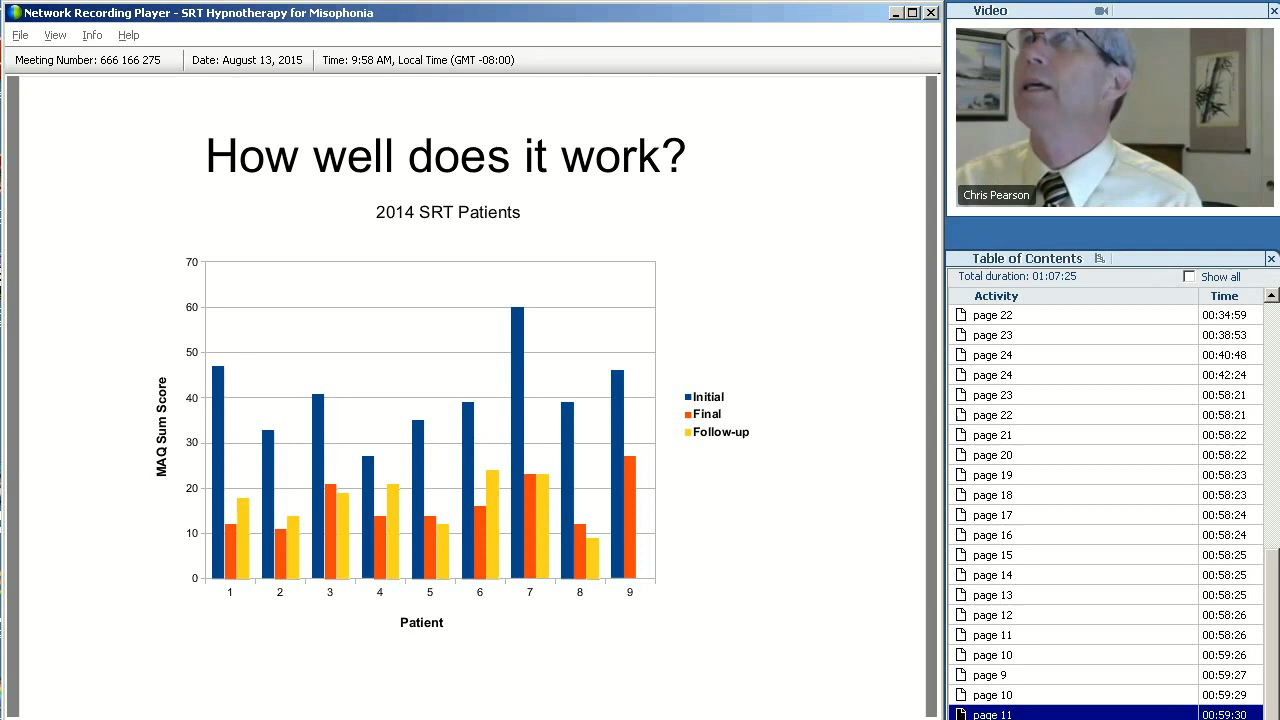 Network Recording Player - SRT Hypnotherapy for Misophonia
File View Info Help
Meeting Number: 666 166 275 Date: August 13, 2015 Time: 9:58 AM, Local Time (GMT -08:00)
How well does it work?
2014 SRT Patients
70
60
50
40
30
20
10
0
MAQ Sum Score
1 2 3 4 5 6 7 8 9
Patient
Initial
Final
Follow-up
Video
Chris Pearson
Table of Contents
Total duration: 01:07:25 Show all
Activity Time
page 22 00:34:59
page 23 00:38:53
page 24 00:40:48
page 24 00:42:24
page 23 00:58:21
page 22 00:58:21
page 21 00:58:22
page 20 00:58:22
page 19 00:58:23
page 18 00:58:23
page 17 00:58:24
page 16 00:58:24
page 15 00:58:25
page 14 00:58:25
page 13 00:58:25
page 12 00:58:26
page 11 00:58:26
page 10 00:59:26
page 9 00:59:27
page 10 00:59:29
page 11 00:59:30